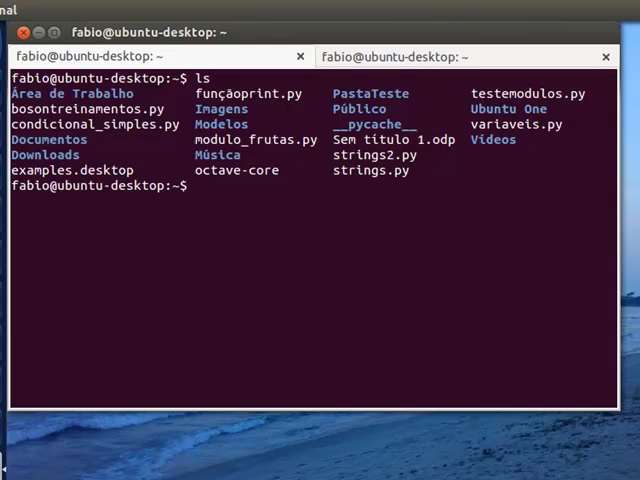 nal
fabio@ubuntu-desktop: ~
fabio@ubuntu-desktop: ~ fabio@ubuntu-desktop: ~
fabio@ubuntu-desktop:~$ ls
Área de Trabalho funçãoprint.py PastaTeste testemodulos.py
bosontreinamentos.py Imagens Público Ubuntu One
condicional_simples.py Modelos __pycache__ variaveis.py
Documentos modulo_frutas.py Sem título 1.odp Vídeos
Downloads Música strings2.py
examples.desktop octave-core strings.py
fabio@ubuntu-desktop:~$